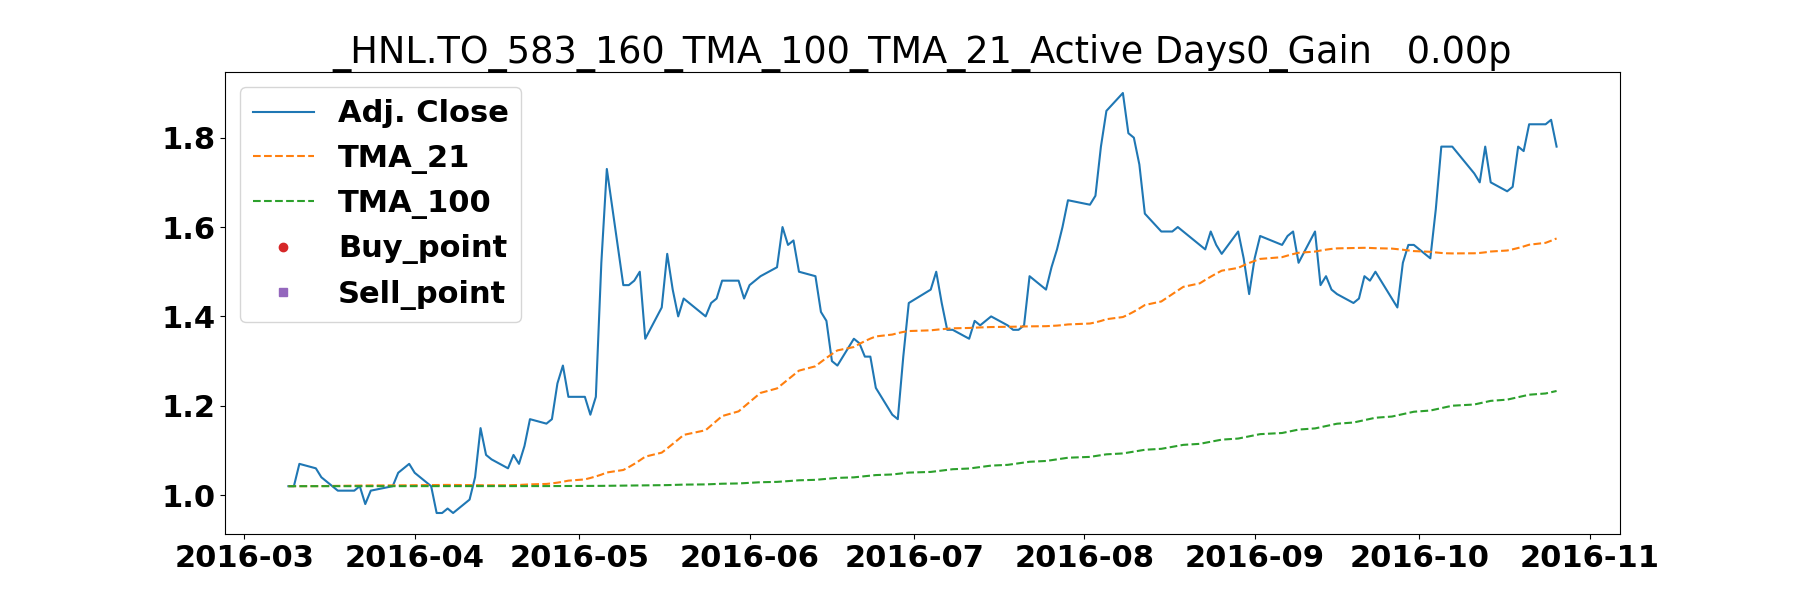 _HNL.TO_583_160_TMA_100_TMA_21_Active Days0_Gain   0.00p
Adj. Close
TMA_21
TMA_100
Buy_point
Sell_point
1.8
1.6
1.4
1.2
1.0
2016-03 2016-04 2016-05 2016-06 2016-07 2016-08 2016-09 2016-10 2016-11